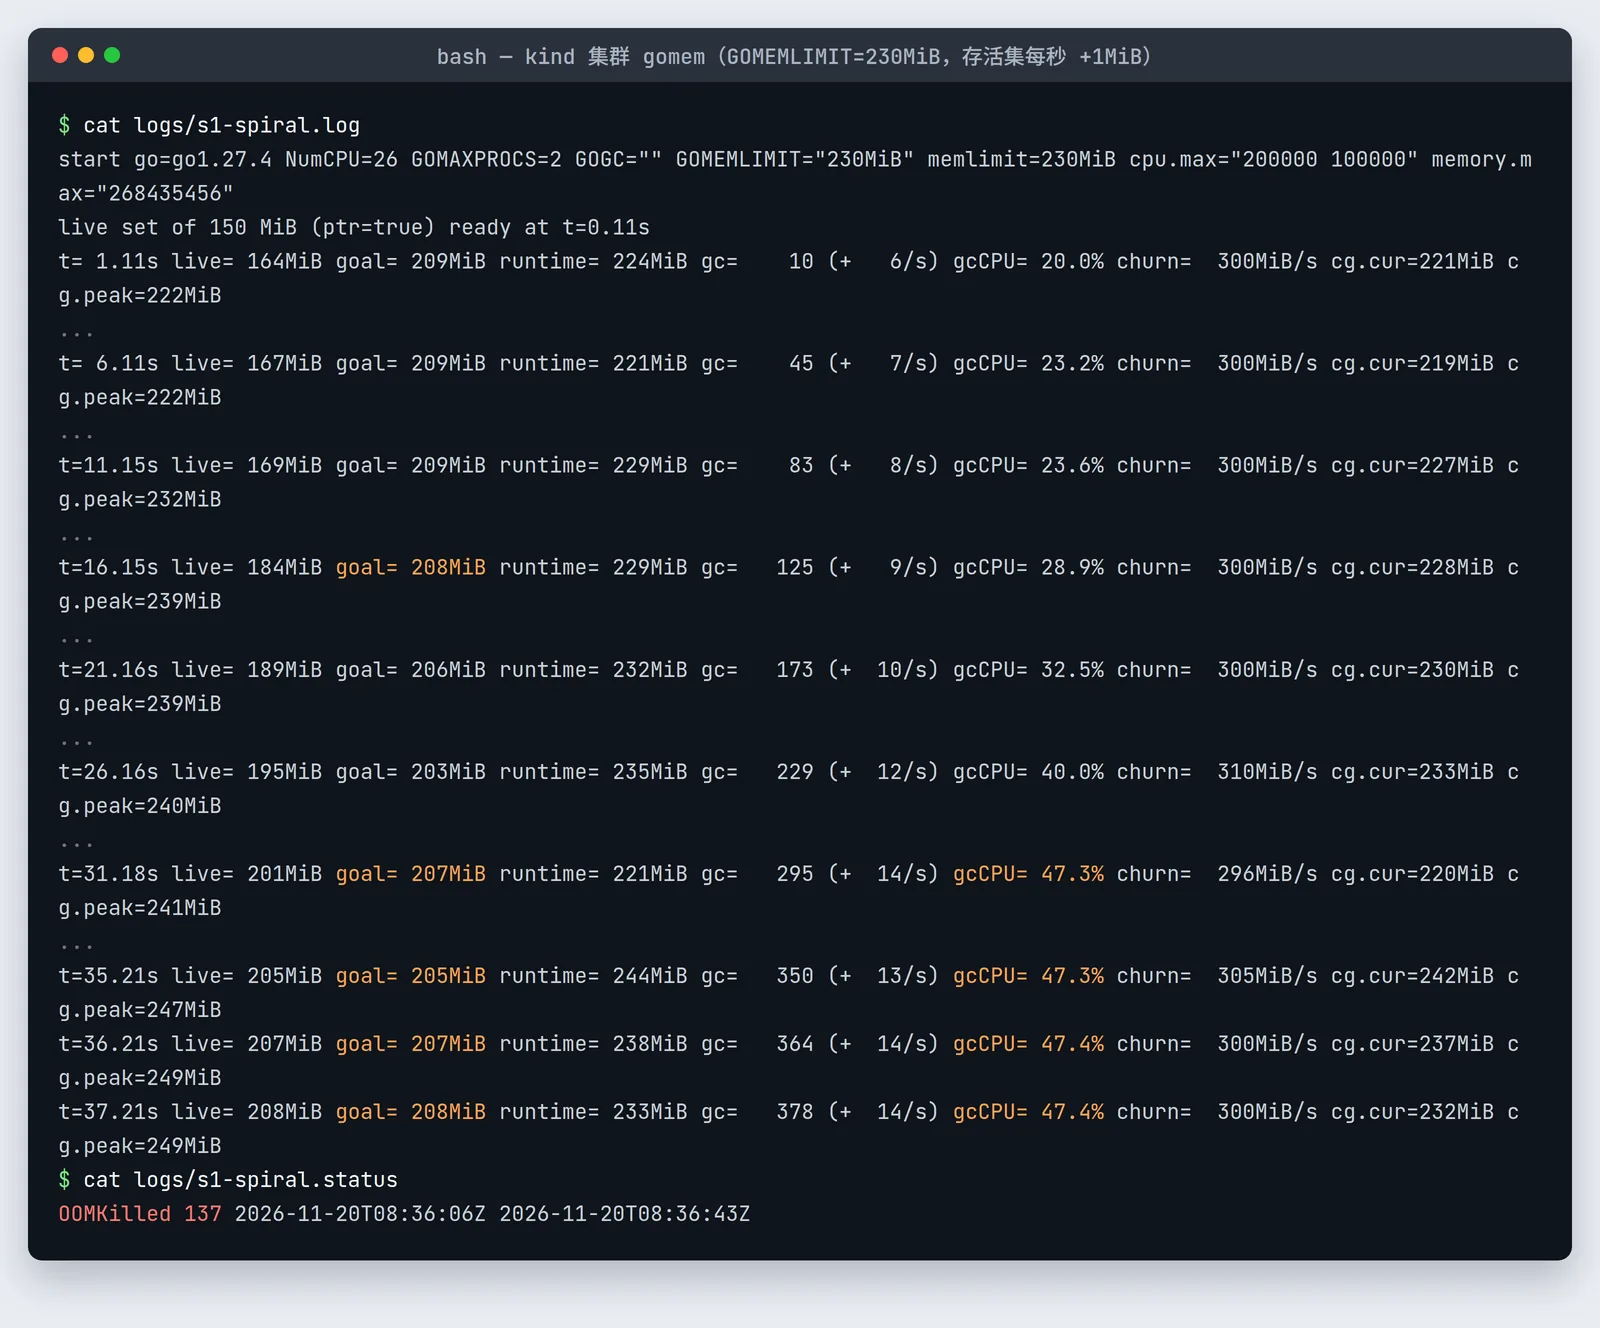 bash — kind 集群 gomem（GOMEMLIMIT=230MiB，存活集每秒 +1MiB）
$ cat logs/s1-spiral.log
start go=go1.27.4 NumCPU=26 GOMAXPROCS=2 GOGC="" GOMEMLIMIT="230MiB" memlimit=230MiB cpu.max="200000 100000" memory.m
ax="268435456"
live set of 150 MiB (ptr=true) ready at t=0.11s
t= 1.11s live= 164MiB goal= 209MiB runtime= 224MiB gc=    10 (+   6/s) gcCPU= 20.0% churn=  300MiB/s cg.cur=221MiB c
g.peak=222MiB
...
t= 6.11s live= 167MiB goal= 209MiB runtime= 221MiB gc=    45 (+   7/s) gcCPU= 23.2% churn=  300MiB/s cg.cur=219MiB c
g.peak=222MiB
...
t=11.15s live= 169MiB goal= 209MiB runtime= 229MiB gc=    83 (+   8/s) gcCPU= 23.6% churn=  300MiB/s cg.cur=227MiB c
g.peak=232MiB
...
t=16.15s live= 184MiB goal= 208MiB runtime= 229MiB gc=   125 (+   9/s) gcCPU= 28.9% churn=  300MiB/s cg.cur=228MiB c
g.peak=239MiB
...
t=21.16s live= 189MiB goal= 206MiB runtime= 232MiB gc=   173 (+  10/s) gcCPU= 32.5% churn=  300MiB/s cg.cur=230MiB c
g.peak=239MiB
...
t=26.16s live= 195MiB goal= 203MiB runtime= 235MiB gc=   229 (+  12/s) gcCPU= 40.0% churn=  310MiB/s cg.cur=233MiB c
g.peak=240MiB
...
t=31.18s live= 201MiB goal= 207MiB runtime= 221MiB gc=   295 (+  14/s) gcCPU= 47.3% churn=  296MiB/s cg.cur=220MiB c
g.peak=241MiB
...
t=35.21s live= 205MiB goal= 205MiB runtime= 244MiB gc=   350 (+  13/s) gcCPU= 47.3% churn=  305MiB/s cg.cur=242MiB c
g.peak=247MiB
t=36.21s live= 207MiB goal= 207MiB runtime= 238MiB gc=   364 (+  14/s) gcCPU= 47.4% churn=  300MiB/s cg.cur=237MiB c
g.peak=249MiB
t=37.21s live= 208MiB goal= 208MiB runtime= 233MiB gc=   378 (+  14/s) gcCPU= 47.4% churn=  300MiB/s cg.cur=232MiB c
g.peak=249MiB
$ cat logs/s1-spiral.status
OOMKilled 137 2026-11-20T08:36:06Z 2026-11-20T08:36:43Z